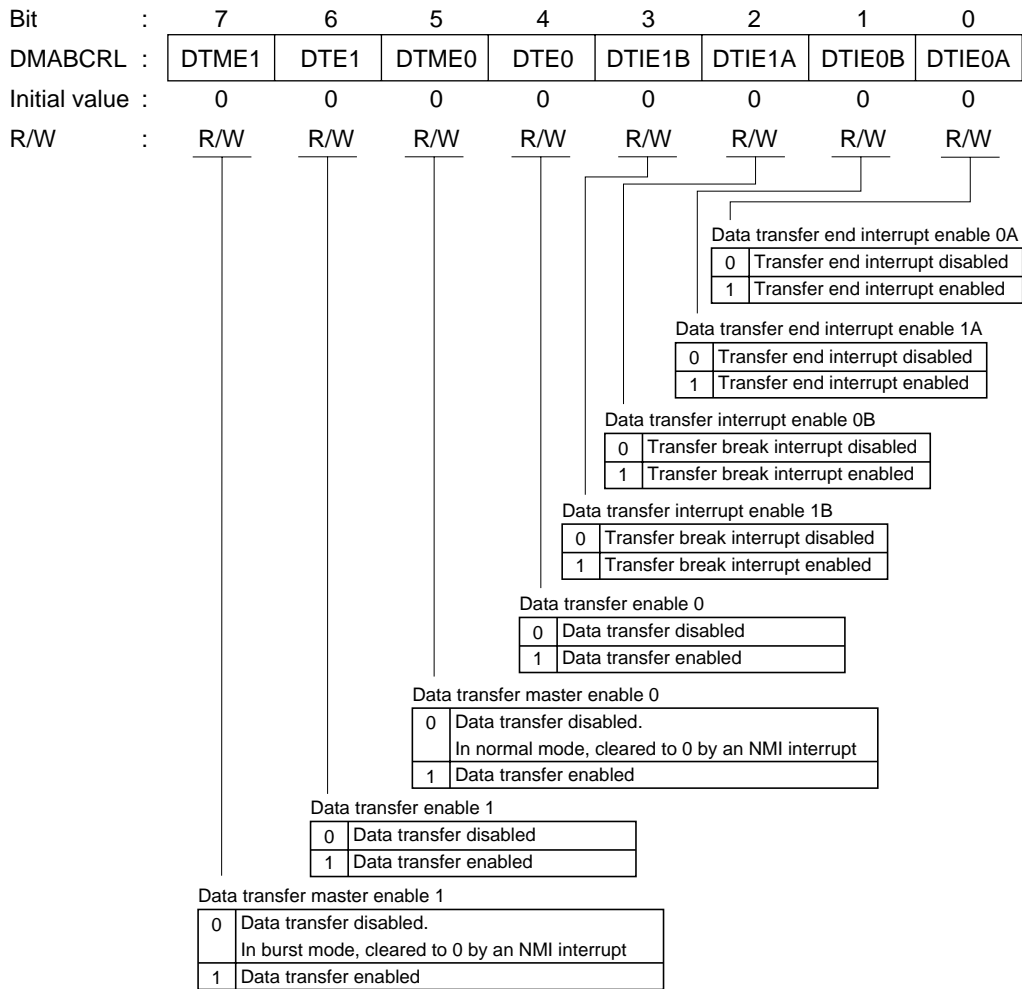 Bit : 7 6 5 4 3 2 1 0
DMABCRL : DTME1 DTE1 DTME0 DTE0 DTIE1B DTIE1A DTIE0B DTIE0A
Initial value : 0 0 0 0 0 0 0 0
R/W : R/W R/W R/W R/W R/W R/W R/W R/W
Data transfer end interrupt enable 0A
0 Transfer end interrupt disabled
1 Transfer end interrupt enabled
Data transfer end interrupt enable 1A
0 Transfer end interrupt disabled
1 Transfer end interrupt enabled
Data transfer interrupt enable 0B
0 Transfer break interrupt disabled
1 Transfer break interrupt enabled
Data transfer interrupt enable 1B
0 Transfer break interrupt disabled
1 Transfer break interrupt enabled
Data transfer enable 0
0 Data transfer disabled
1 Data transfer enabled
Data transfer master enable 0
0 Data transfer disabled.
In normal mode, cleared to 0 by an NMI interrupt
1 Data transfer enabled
Data transfer enable 1
0 Data transfer disabled
1 Data transfer enabled
Data transfer master enable 1
0 Data transfer disabled.
In burst mode, cleared to 0 by an NMI interrupt
1 Data transfer enabled